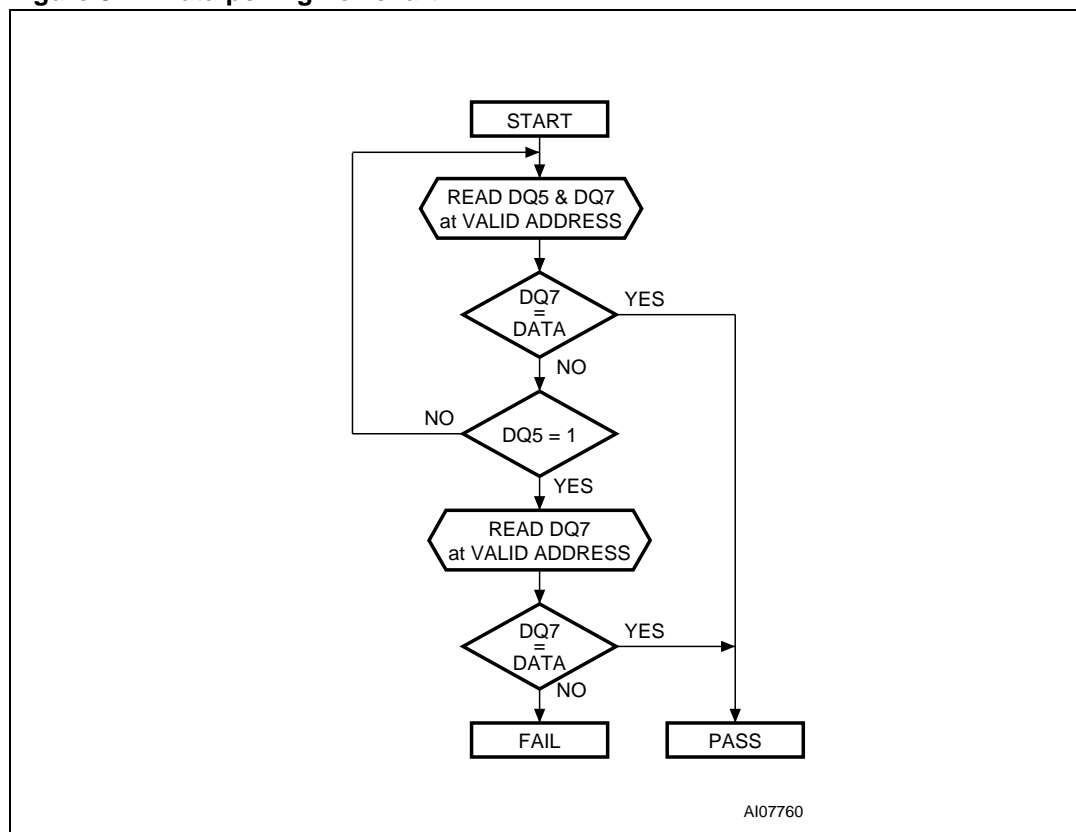 START
READ DQ5 & DQ7
at VALID ADDRESS
DQ7
=
DATA
YES
NO
DQ5 = 1
NO
YES
READ DQ7
at VALID ADDRESS
DQ7
=
DATA
YES
NO
FAIL
PASS
AI07760